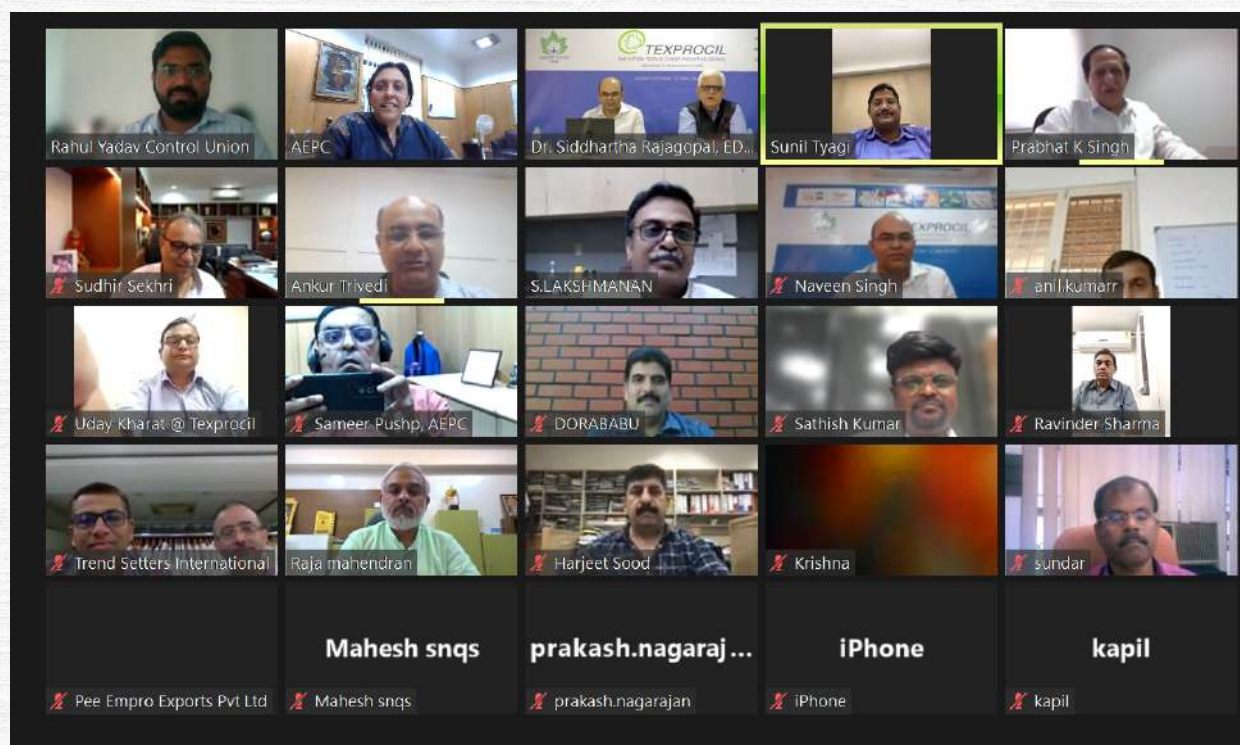 TEXPROCIL
Rahul Yadav Control Union
AEPC
Dr. Siddhartha Rajagopal, ED...
Sunil Tyagi
Prabhat K Singh
EXPROCIL
Sudhir Sekhri
Ankur Trivedi
S.LAKSHMANAN
Naveen Singh
anil.kumarr
Uday Kharat @ Texprocil
Sameer Pushp, AEPC
DORABABU
Sathish Kumar
Ravinder Sharma
Trend Setters International
Raja mahendran
Harjeet Sood
Krishna
sundar
Mahesh snqs
prakash.nagaraj...
iPhone
kapil
Pee Empro Exports Pvt Ltd
Mahesh snqs
prakash.nagarajan
iPhone
kapil